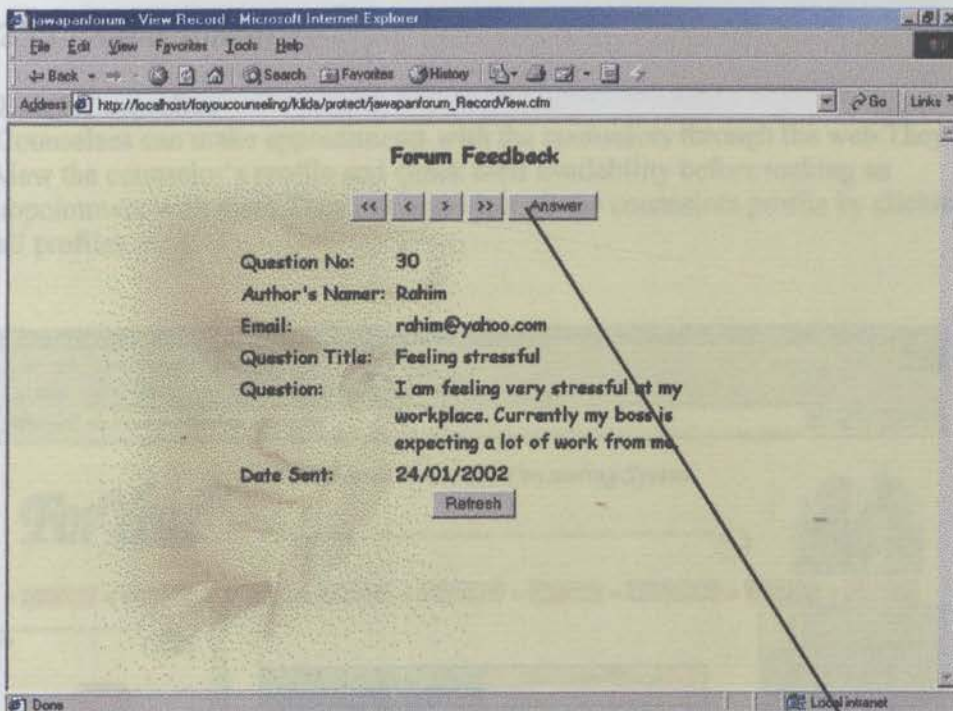 jawapanforum - View Record - Microsoft Internet Explorer
File Edit View Favorites Tools Help
Back Search Favorites History
Address http://localhost/foryoucounseling/klida/protect/jawapanforum_RecordView.cfm Go Links »
Forum Feedback
<< < > >> Answer
Question No: 30
Author's Namer: Rahim
Email: rahim@yahoo.com
Question Title: Feeling stressful
Question: I am feeling very stressful at my
workplace. Currently my boss is
expecting a lot of work from me.
Date Sent: 24/01/2002
Refresh
Done Local intranet